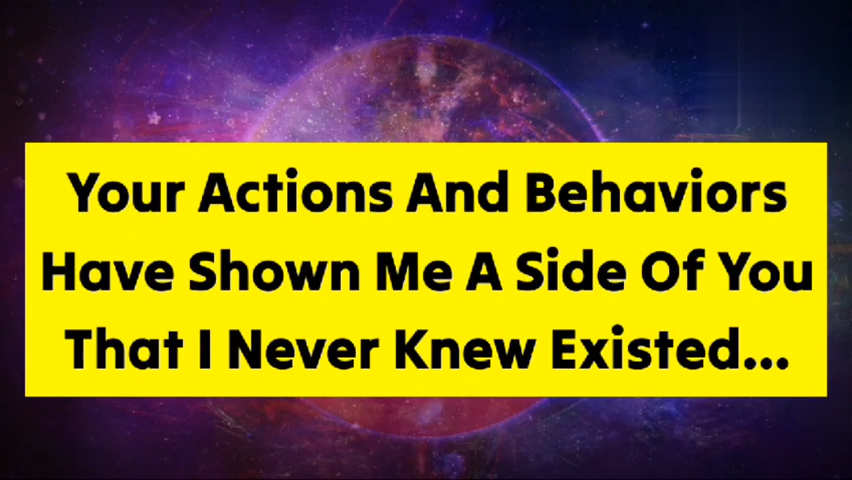 Your Actions And Behaviors
Have Shown Me A Side Of You
That I Never Knew Existed...